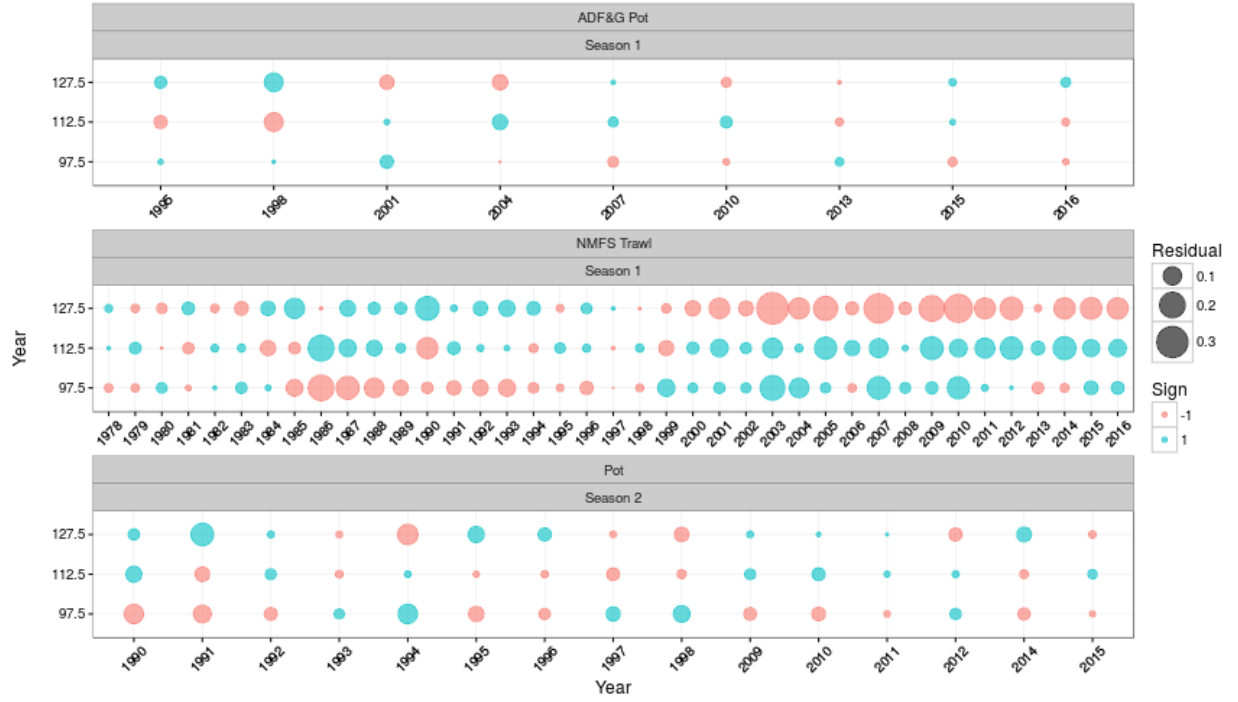 ADF&G Pot
Season 1
127.5
112.5
97.5
1995 1998 2001 2004 2007 2010 2013 2015 2016
NMFS Trawl
Season 1
127.5
112.5
97.5
1978 1979 1980 1981 1982 1983 1984 1985 1986 1987 1988 1989 1990 1991 1992 1993 1994 1995 1996 1997 1998 1999 2000 2001 2002 2003 2004 2005 2006 2007 2008 2009 2010 2011 2012 2013 2014 2015 2016
Year
Pot
Season 2
127.5
112.5
97.5
1990 1991 1992 1993 1994 1995 1996 1997 1998 2009 2010 2011 2012 2014 2015
Year
Residual
0.1
0.2
0.3
Sign
-1
1